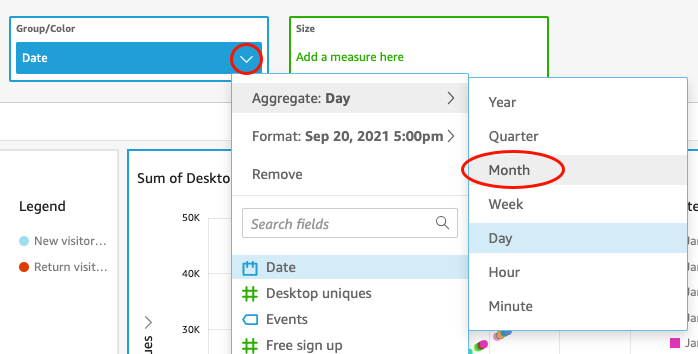 Group/Color
Size
Date
Add a measure here
Aggregate: Day
Year
Format: Sep 20, 2021 5:00pm
Quarter
Remove
Month
Sum of Deskto
Legend
50K
Search fields
Week
New visitor...
Day
Return visit...
40K
Date
Hour
Desktop uniques
Minute
Events
30K
Free sign up
ues
Jan